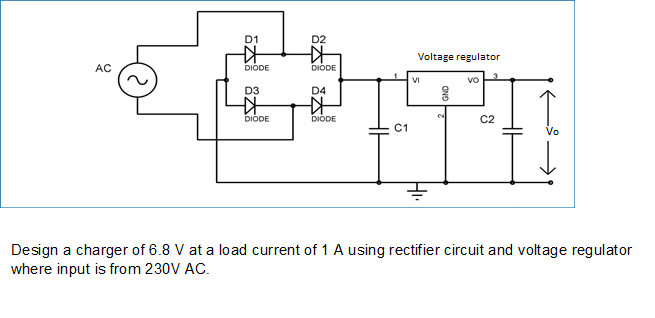 D1 D2
Voltage regulator
AC
DIODE DIODE
1 VI VO 3
D3 D4
GND
2
DIODE DIODE
C1
C2
Vo
Design a charger of 6.8 V at a load current of 1 A using rectifier circuit and voltage regulator
where input is from 230V AC.